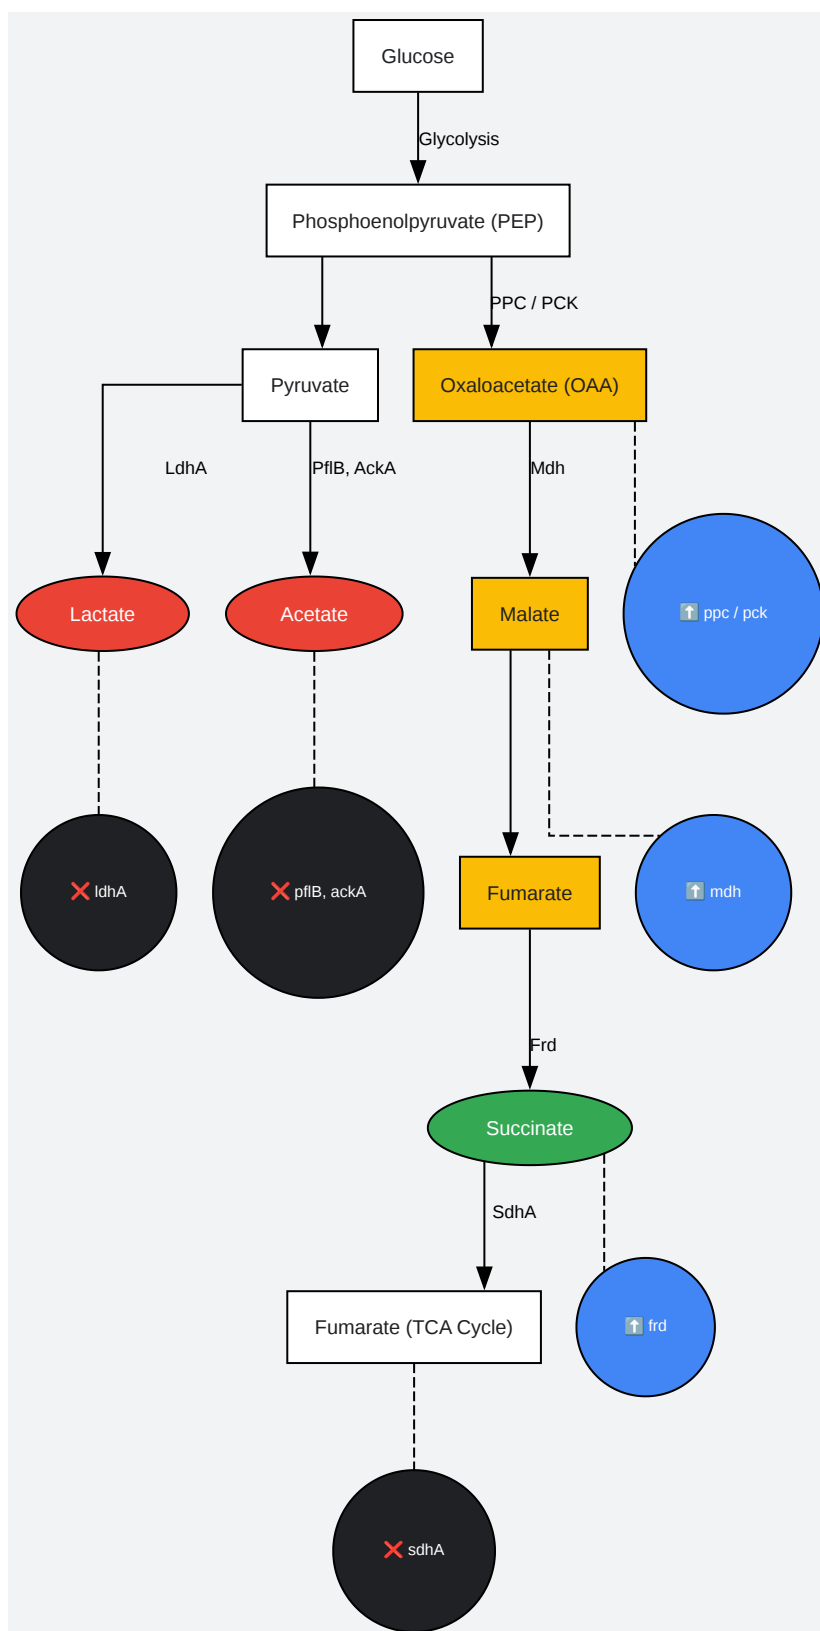 Glucose
Glycolysis
Phosphoenolpyruvate (PEP)
PPC / PCK
Pyruvate
Oxaloacetate (OAA)
LdhA
PflB, AckA
Mdh
Lactate
Acetate
Malate
⬆️ ppc / pck
❌ ldhA
❌ pflB, ackA
Fumarate
⬆️ mdh
Frd
Succinate
SdhA
Fumarate (TCA Cycle)
⬆️ frd
❌ sdhA